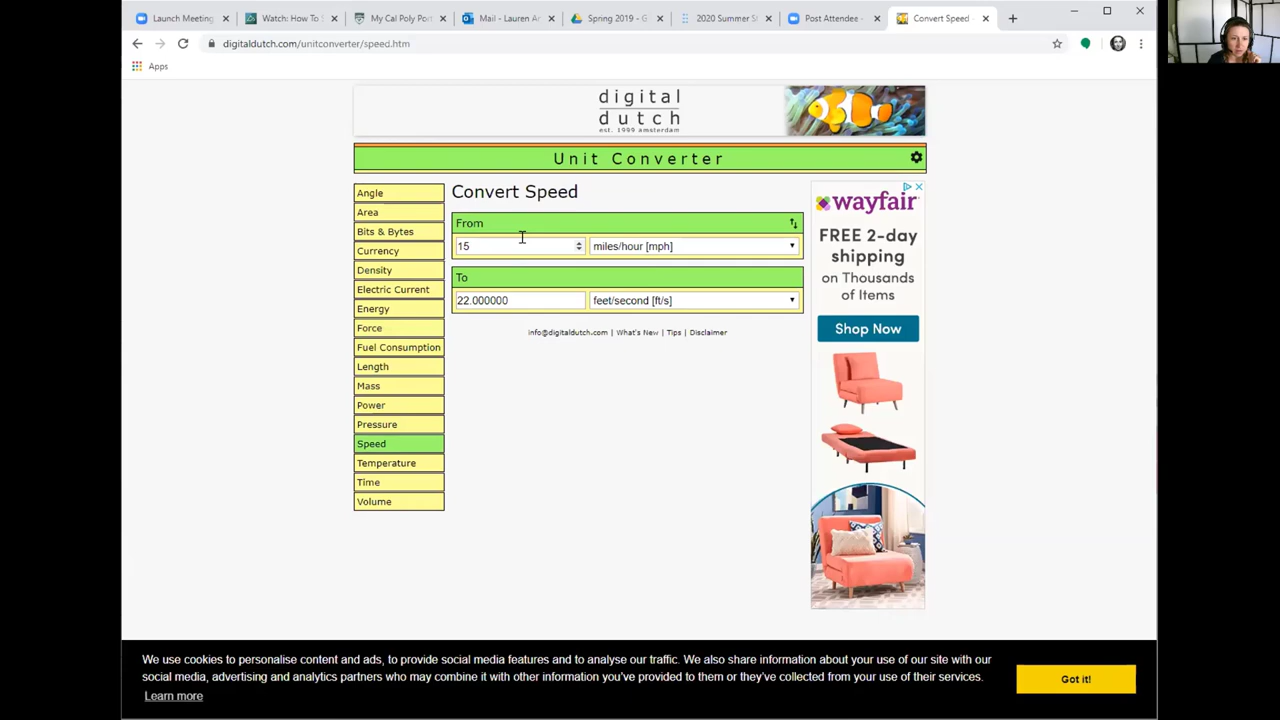 Launch Meeting
Watch: How To S
My Cal Poly Port
Mail - Lauren An
Spring 2019 - G
2020 Summer St
Post Attendee -
Convert Speed
digitaldutch.com/unitconverter/speed.htm
Apps
digital
dutch
est. 1999 amsterdam
Unit Converter
Angle
Area
Bits & Bytes
Currency
Density
Electric Current
Energy
Force
Fuel Consumption
Length
Mass
Power
Pressure
Speed
Temperature
Time
Volume
Convert Speed
From
15 miles/hour [mph]
To
22.000000 feet/second [ft/s]
info@digitaldutch.com | What's New | Tips | Disclaimer
wayfair
FREE 2-day
shipping
on Thousands
of Items
Shop Now
We use cookies to personalise content and ads, to provide social media features and to analyse our traffic. We also share information about your use of our site with our
social media, advertising and analytics partners who may combine it with other information you've provided to them or they've collected from your use of their services.
Learn more
Got it!